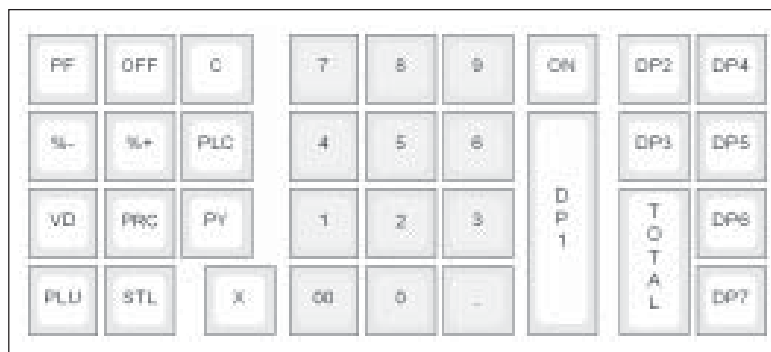 PF OFF C 7 8 9 ON DP2 DP4
%- %+ PLC 4 5 6 DP3 DP5
VD PRC PY 1 2 3 DP1 TOTAL DP6
PLU STL X 00 0 . DP7